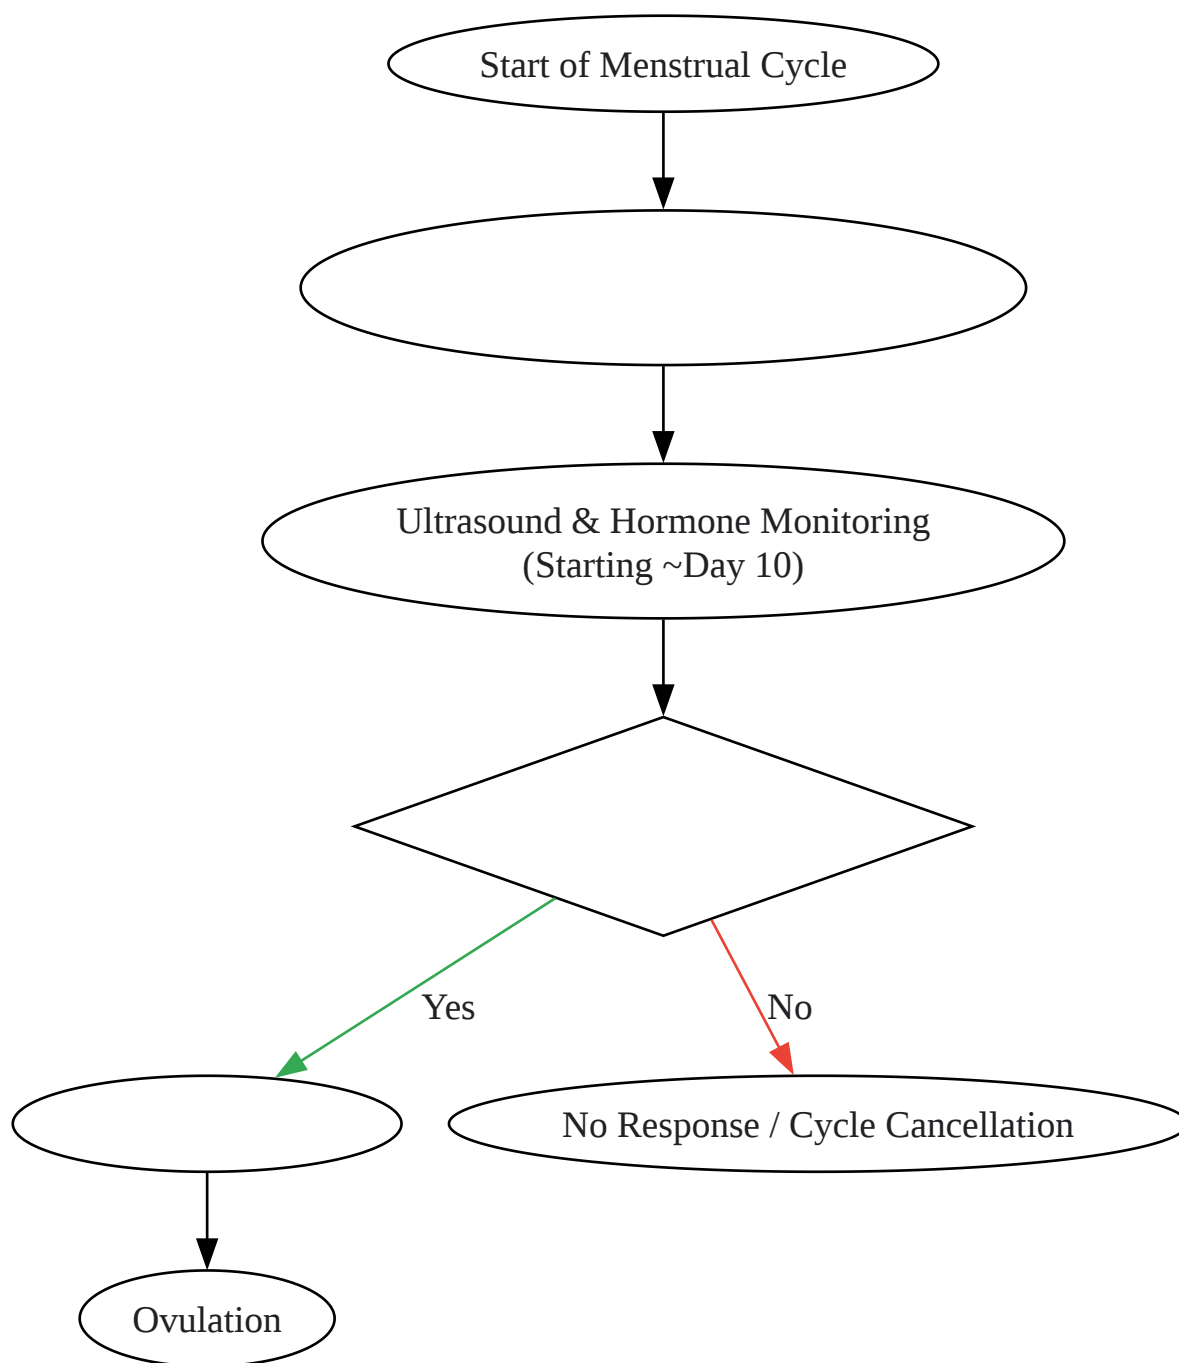 Start of Menstrual Cycle
Ultrasound & Hormone Monitoring
(Starting ~Day 10)
Yes
No
No Response / Cycle Cancellation
Ovulation